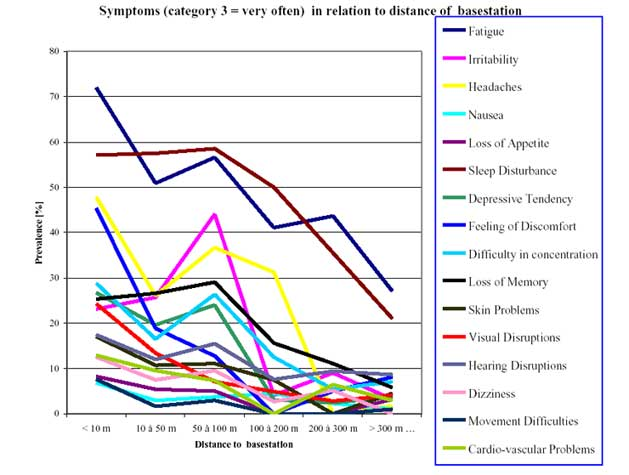 Symptoms (category 3 = very often) in relation to distance of basestation
80
70
60
50
40
30
20
10
0
Prevalence [%]
< 10 m
10 à 50 m
50 à 100 m
100 à 200 m
200 à 300 m
> 300 m ...
Distance to basestation
Fatigue
Irritability
Headaches
Nausea
Loss of Appetite
Sleep Disturbance
Depressive Tendency
Feeling of Discomfort
Difficulty in concentration
Loss of Memory
Skin Problems
Visual Disruptions
Hearing Disruptions
Dizziness
Movement Difficulties
Cardio-vascular Problems